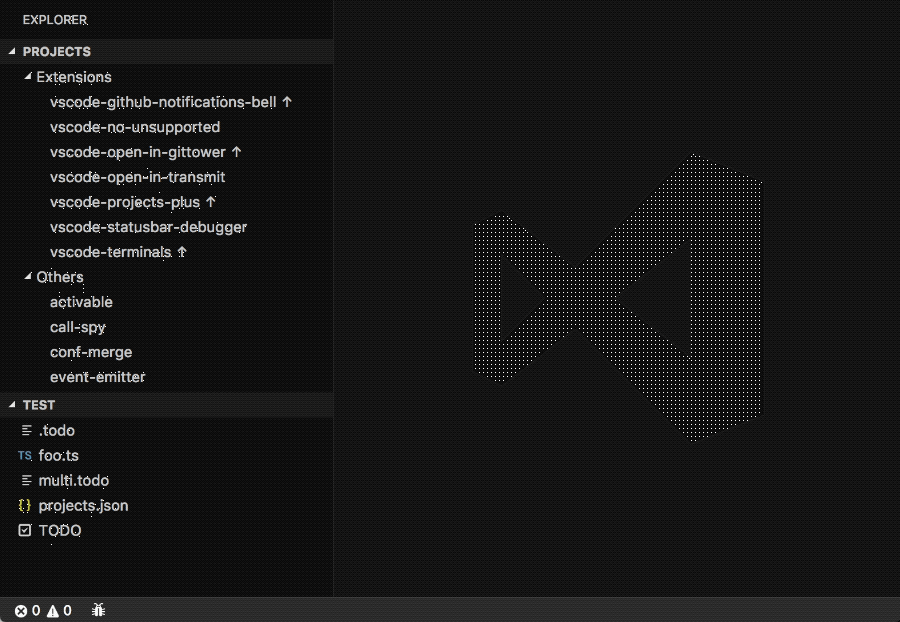 EXPLORER
PROJECTS
Extensions
vscode-github-notifications-bell ↑
vscode-no-unsupported
vscode-open-in-gittower ↑
vscode-open-in-transmit
vscode-projects-plus ↑
vscode-statusbar-debugger
vscode-terminals ↑
Others
activable
call-spy
conf-merge
event-emitter
TEST
.todo
TS foo.ts
multi.todo
{} projects.json
TODO
0 0